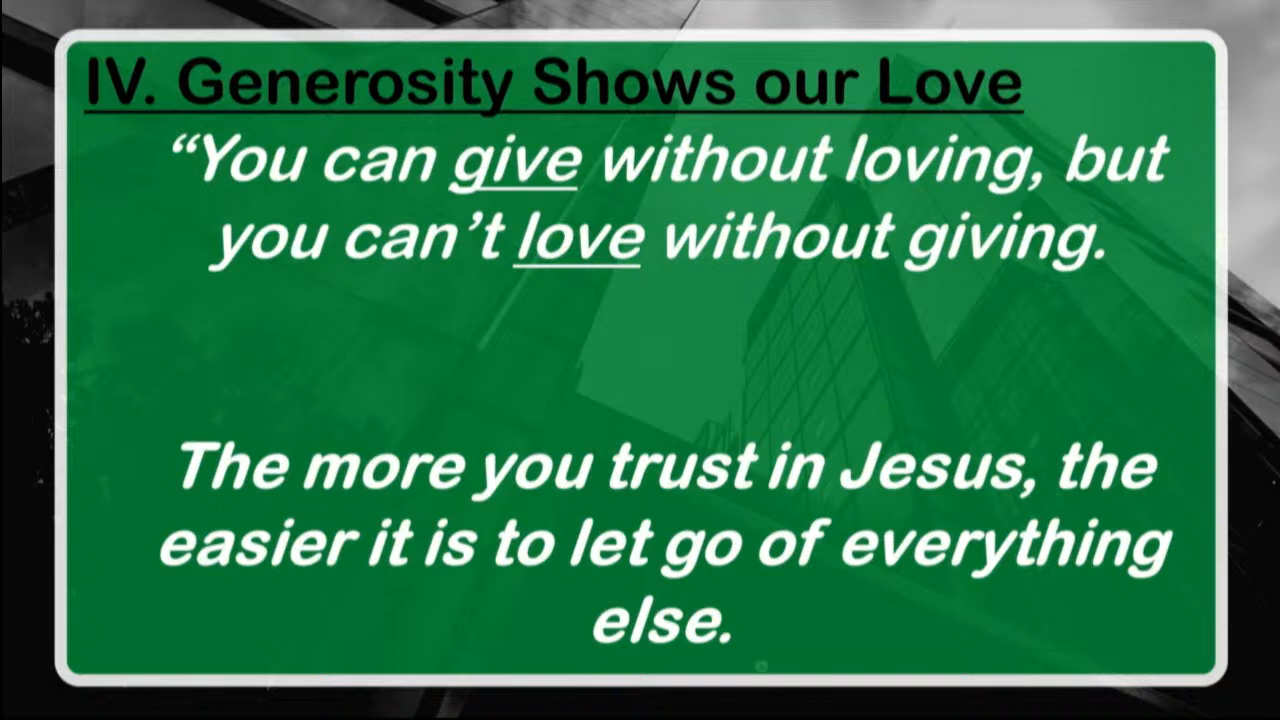 IV. Generosity Shows our Love
“You can give without loving, but
you can’t love without giving.
The more you trust in Jesus, the
easier it is to let go of everything
else.